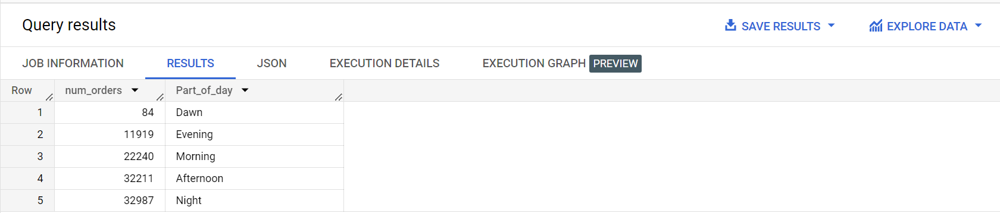 Query results SAVE RESULTS EXPLORE DATA
JOB INFORMATION RESULTS JSON EXECUTION DETAILS EXECUTION GRAPH PREVIEW
Row num_orders Part_of_day
1 84 Dawn
2 11919 Evening
3 22240 Morning
4 32211 Afternoon
5 32987 Night